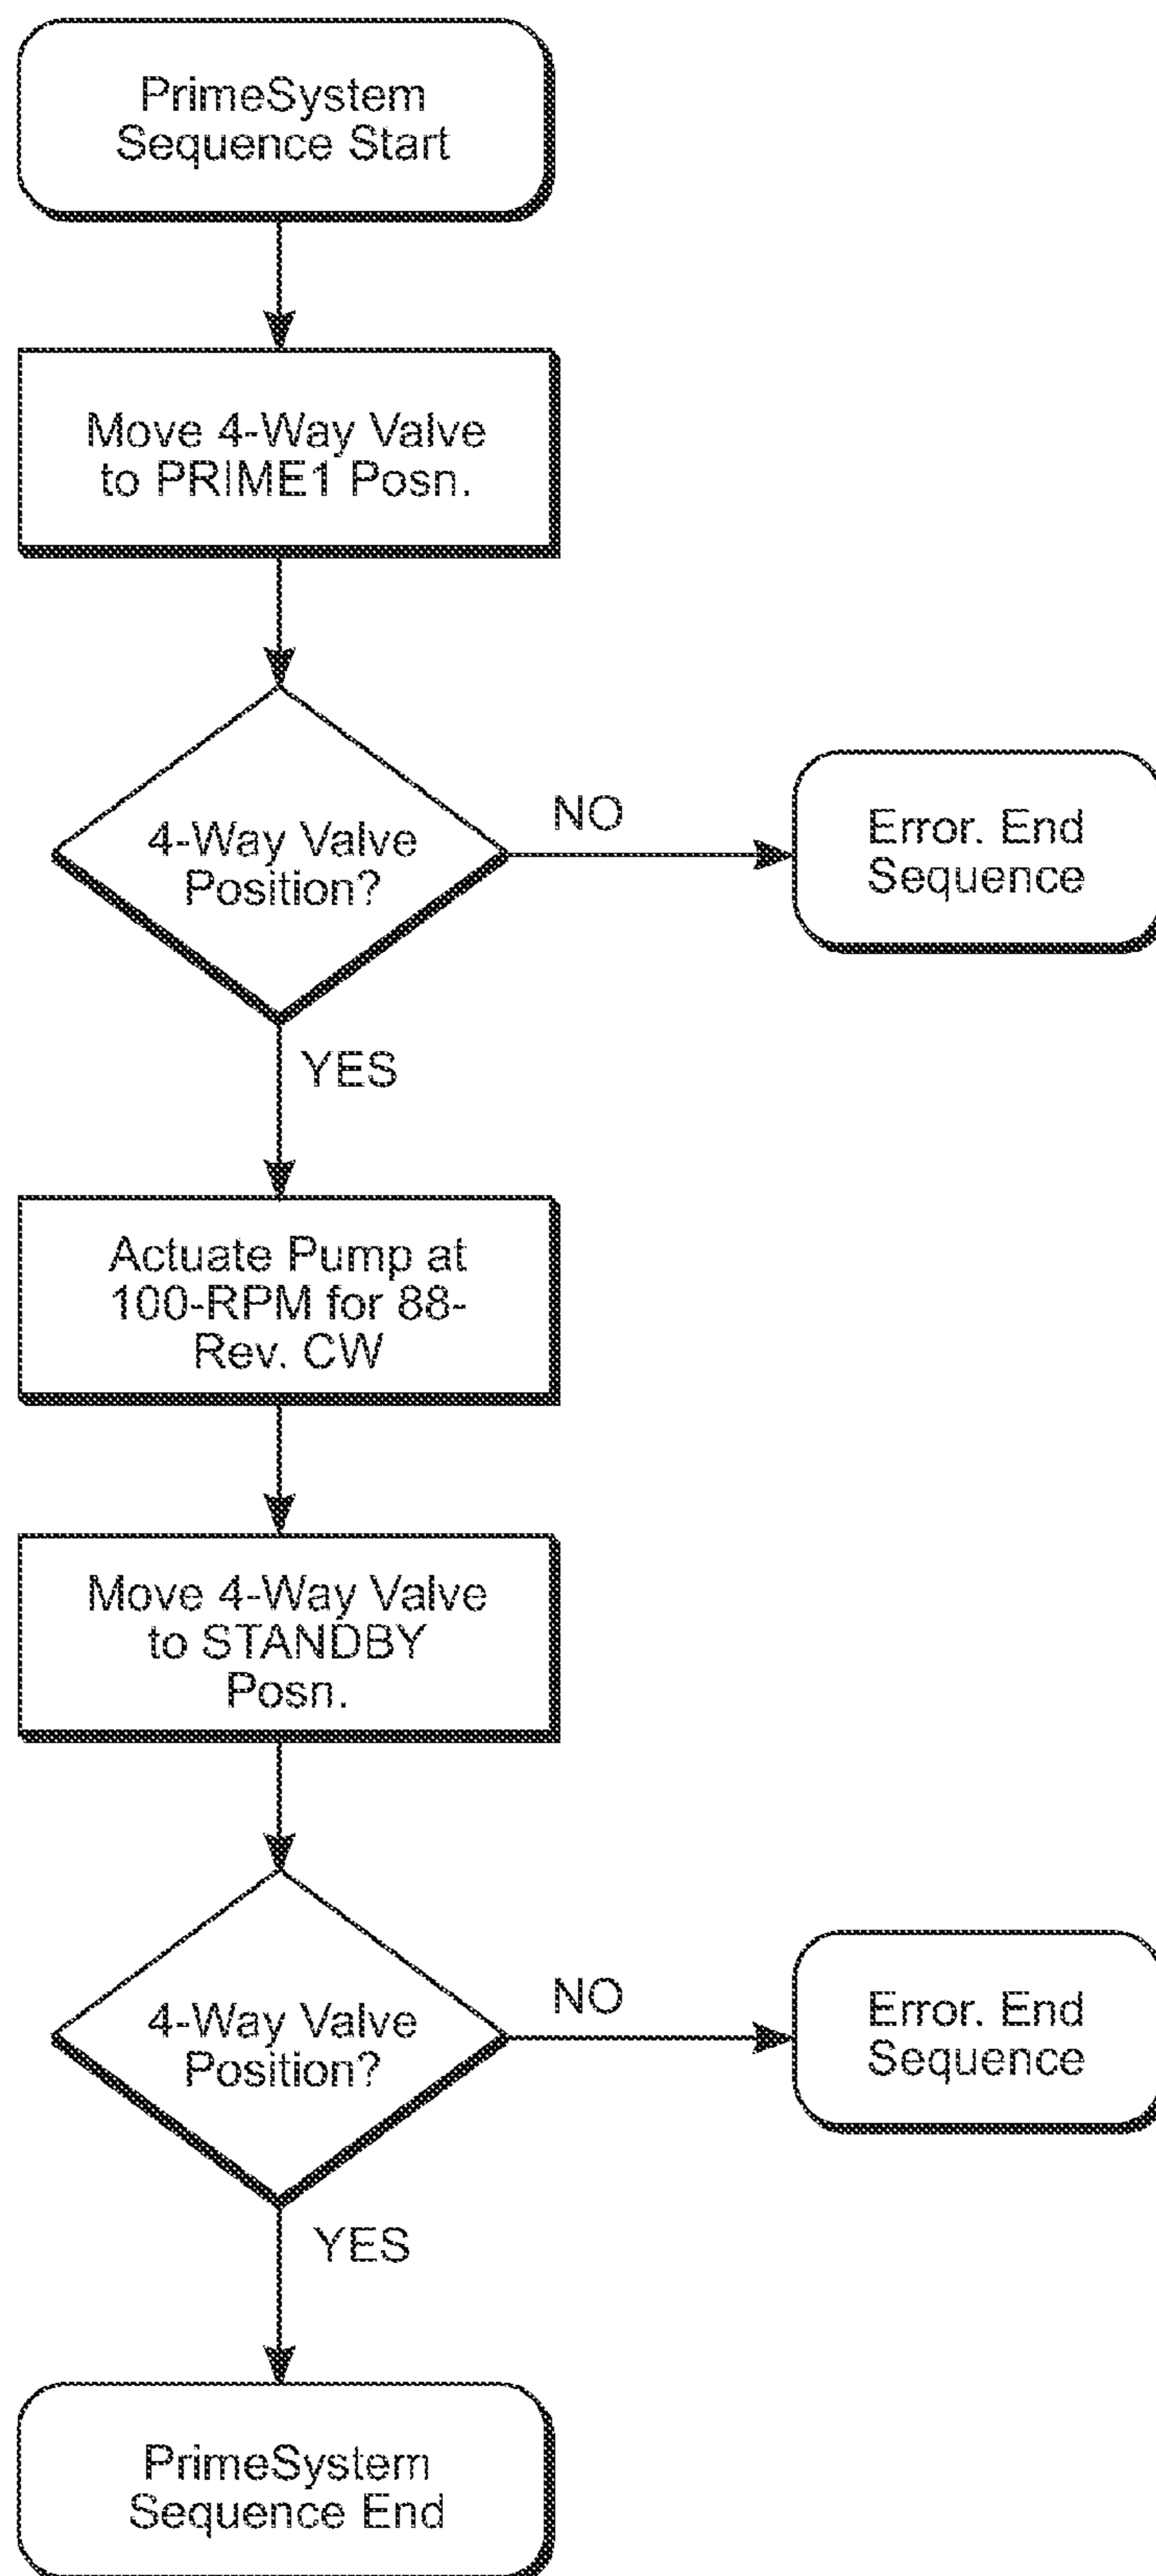 PrimeSystem
Sequence Start
Move 4-Way Valve
to PRIME1 Posn.
4-Way Valve
Position?
NO
Error. End
Sequence
YES
Actuate Pump at
100-RPM for 88-
Rev. CW
Move 4-Way Valve
to STANDBY
Posn.
4-Way Valve
Position?
NO
Error. End
Sequence
YES
PrimeSystem
Sequence End